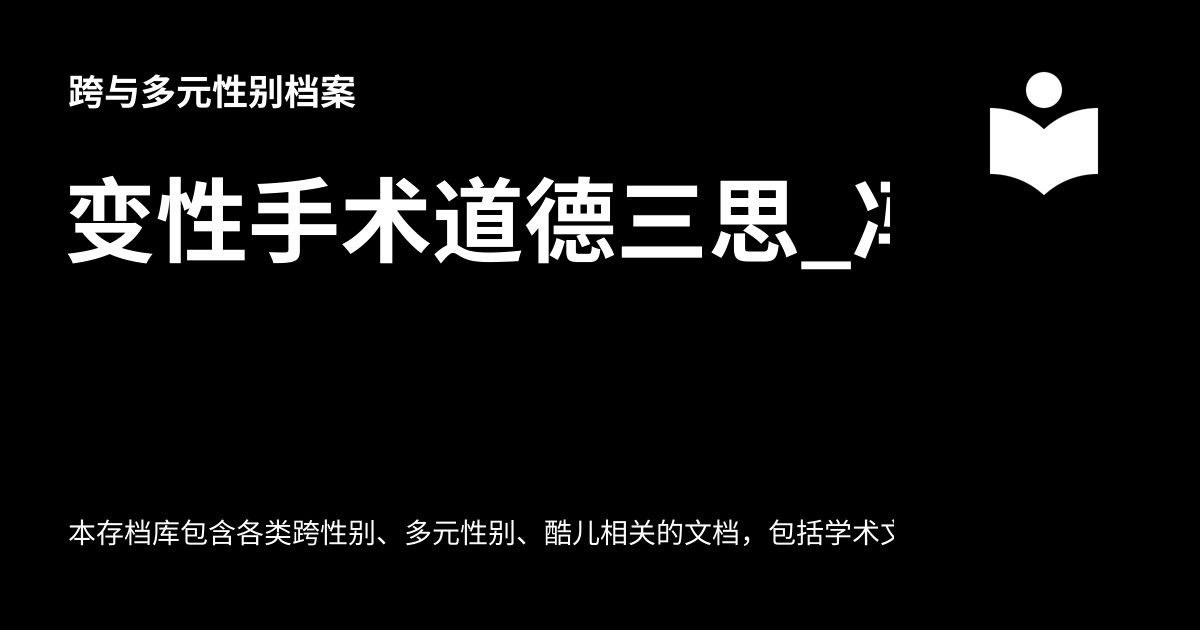 跨与多元性别档案
变性手术道德三思_
本存档库包含各类跨性别、多元性别、酷儿相关的文档，包括学术